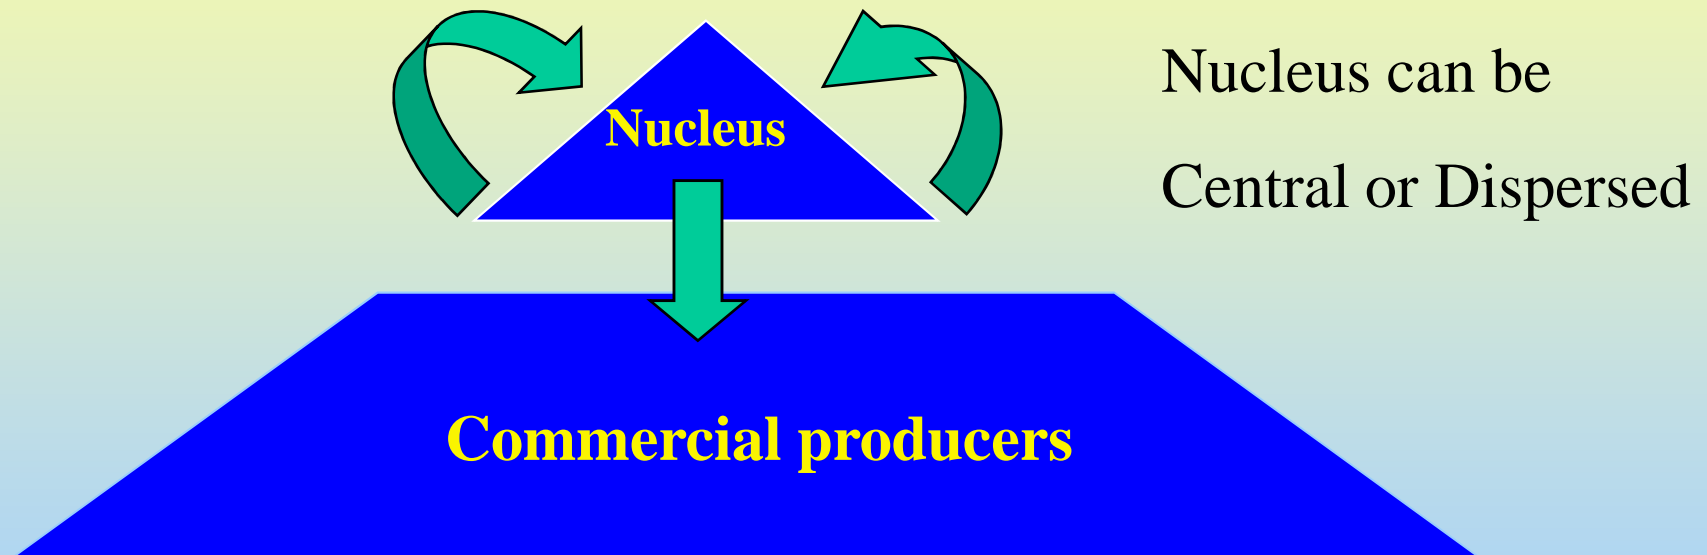 Nucleus can be
Nucleus
Central or Dispersed
Commercial producers